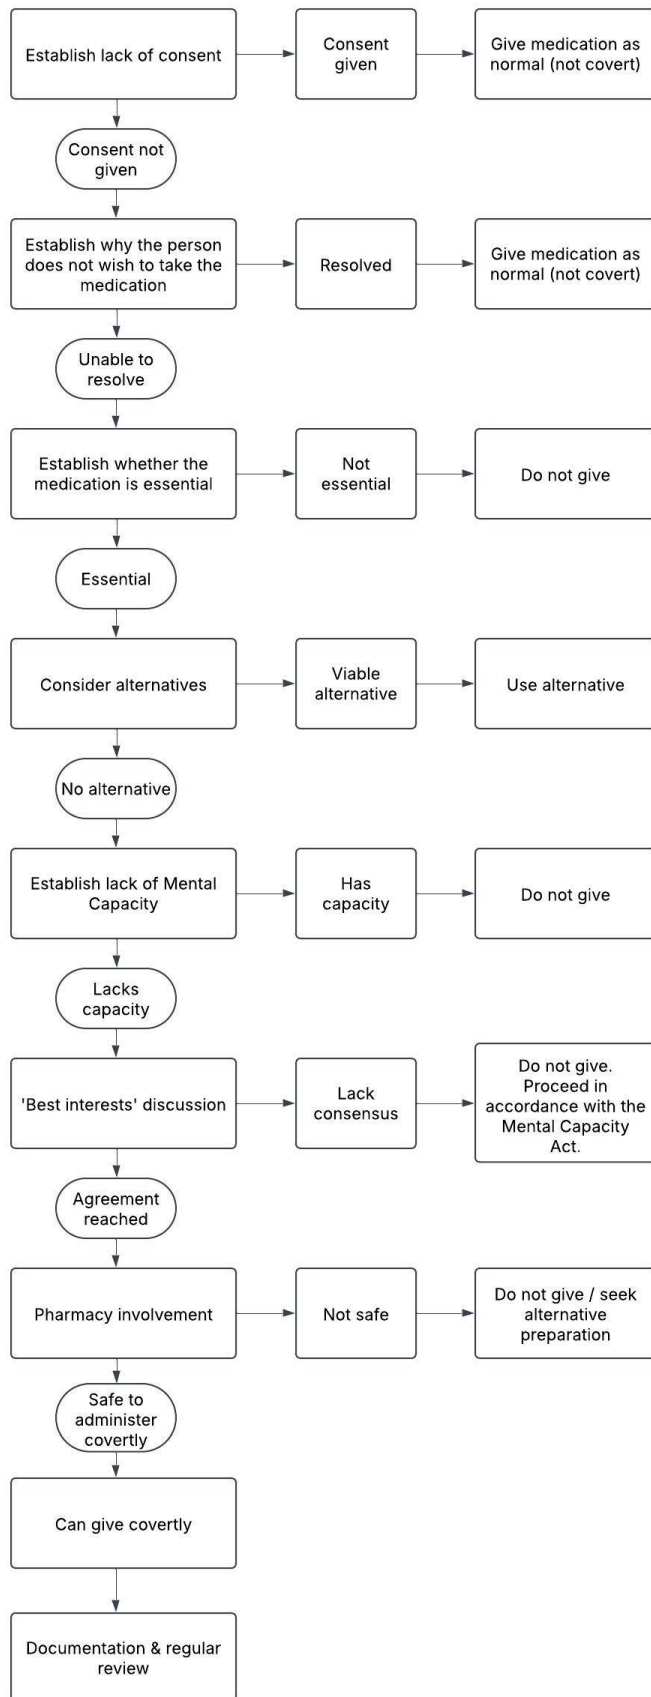 Establish lack of consent
Consent
given
Give medication as
normal (not covert)
Consent not
given
Establish why the person
does not wish to take the
medication
Resolved
Give medication as
normal (not covert)
Unable to
resolve
Establish whether the
medication is essential
Not
essential
Do not give
Essential
Consider alternatives
Viable
alternative
Use alternative
No alternative
Establish lack of Mental
Capacity
Has
capacity
Do not give
Lacks
capacity
'Best interests' discussion
Lack
consensus
Do not give.
Proceed in
accordance with the
Mental Capacity
Act.
Agreement
reached
Pharmacy involvement
Not safe
Do not give / seek
alternative
preparation
Safe to
administer
covertly
Can give covertly
Documentation & regular
review